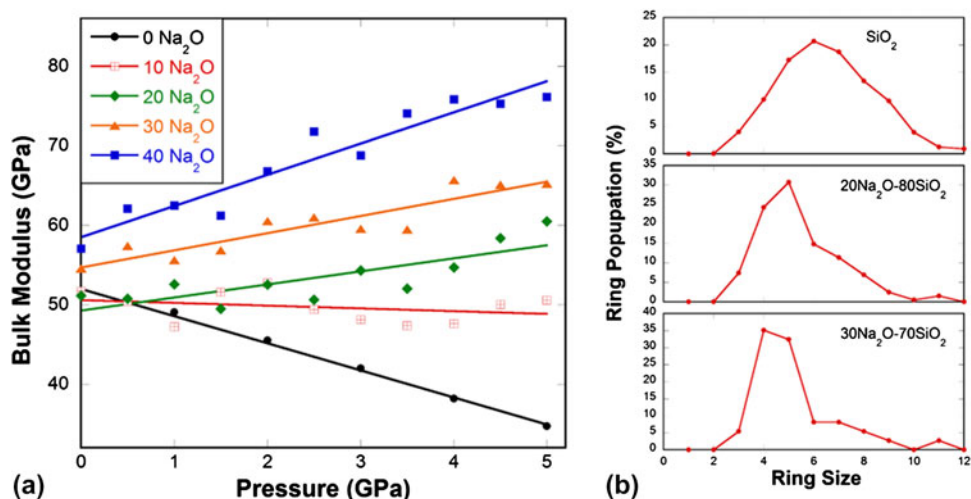 (a)
0 Na2O
10 Na2O
20 Na2O
30 Na2O
40 Na2O
Bulk Modulus (GPa)
80
70
60
50
40
0 1 2 3 4 5
Pressure (GPa)
(b)
Ring Popupation (%)
SiO2
25
20
15
10
5
0
20Na2O-80SiO2
35
30
25
20
15
10
5
0
30Na2O-70SiO2
40
35
30
25
20
15
10
5
0
0 2 4 6 8 10 12
Ring Size